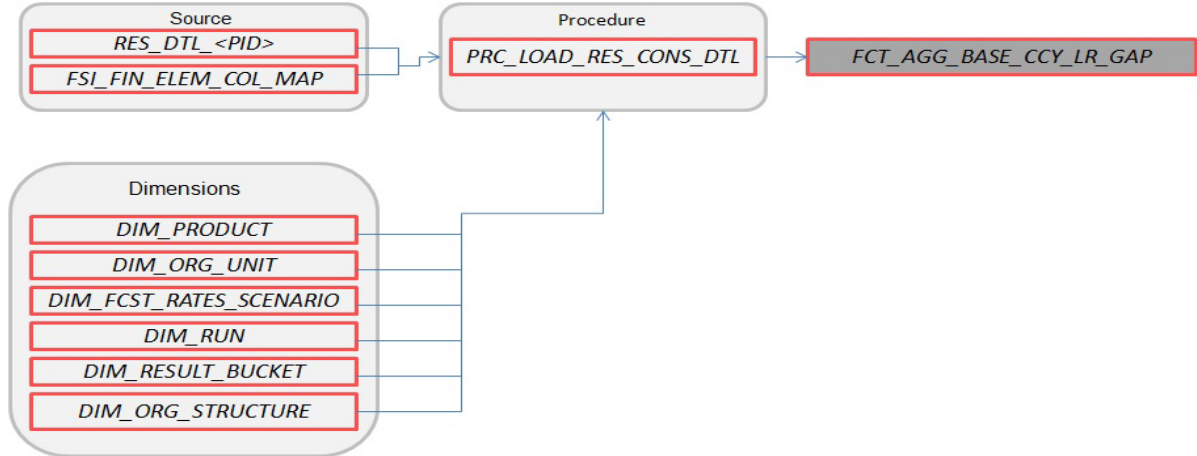 Source
RES_DTL_<PID>
FSI_FIN_ELEM_COL_MAP
Procedure
PRC_LOAD_RES_CONS_DTL
FCT_AGG_BASE_CCY_LR_GAP
Dimensions
DIM_PRODUCT
DIM_ORG_UNIT
DIM_FCST_RATES_SCENARIO
DIM_RUN
DIM_RESULT_BUCKET
DIM_ORG_STRUCTURE